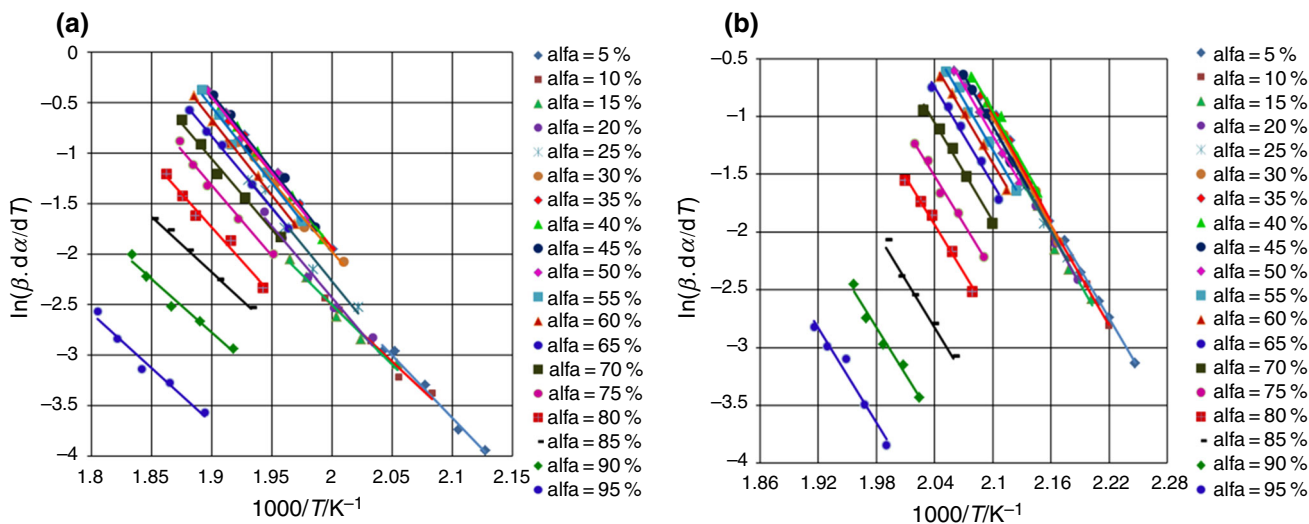 (a)
ln(β. dα/dT)
0
−0.5
−1
−1.5
−2
−2.5
−3
−3.5
−4
1.8
1.85
1.9
1.95
2
2.05
2.1
2.15
1000/T/K⁻¹
alfa = 5 %
alfa = 10 %
alfa = 15 %
alfa = 20 %
alfa = 25 %
alfa = 30 %
alfa = 35 %
alfa = 40 %
alfa = 45 %
alfa = 50 %
alfa = 55 %
alfa = 60 %
alfa = 65 %
alfa = 70 %
alfa = 75 %
alfa = 80 %
alfa = 85 %
alfa = 90 %
alfa = 95 %
(b)
ln(β. dα/dT)
−0.5
−1
−1.5
−2
−2.5
−3
−3.5
−4
1.86
1.92
1.98
2.04
2.1
2.16
2.22
2.28
1000/T/K⁻¹
alfa = 5 %
alfa = 10 %
alfa = 15 %
alfa = 20 %
alfa = 25 %
alfa = 30 %
alfa = 35 %
alfa = 40 %
alfa = 45 %
alfa = 50 %
alfa = 55 %
alfa = 60 %
alfa = 65 %
alfa = 70 %
alfa = 75 %
alfa = 80 %
alfa = 85 %
alfa = 90 %
alfa = 95 %